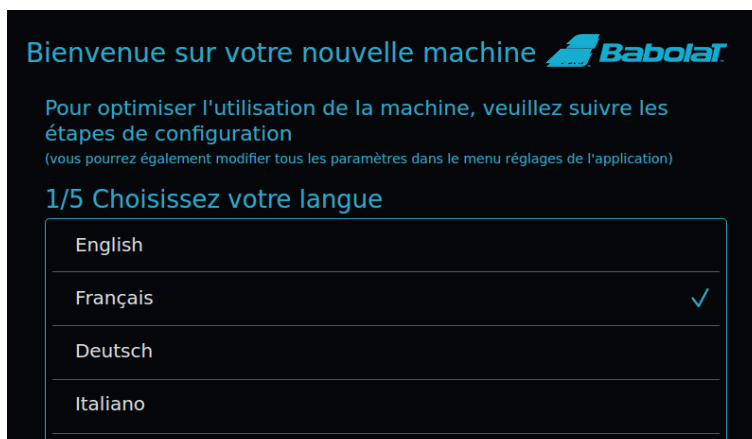 Bienvenue sur votre nouvelle machine Babolat
Pour optimiser l'utilisation de la machine, veuillez suivre les
étapes de configuration
(vous pourrez également modifier tous les paramètres dans le menu réglages de l'application)
1/5 Choisissez votre langue
English
Français
Deutsch
Italiano